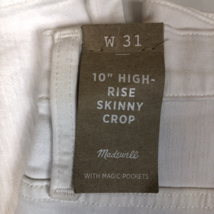 W 31
10" HIGH-
RISE
SKINNY
CROP
Madewell
WITH MAGIC POCKETS